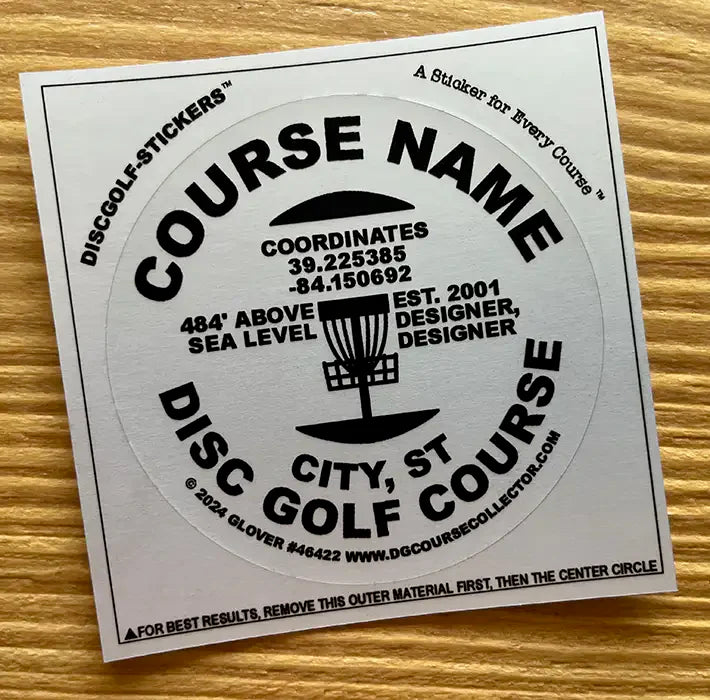 DISCGOLF-STICKERS™
A Sticker for Every Course ™
COURSE NAME
COORDINATES
39.225385
-84.150692
484' ABOVE
SEA LEVEL
EST. 2001
DESIGNER,
DESIGNER
CITY, ST
DISC GOLF COURSE
© 2024 GLOVER #46422 WWW.DGCOURSECOLLECTOR.COM
▲FOR BEST RESULTS, REMOVE THIS OUTER MATERIAL FIRST, THEN THE CENTER CIRCLE